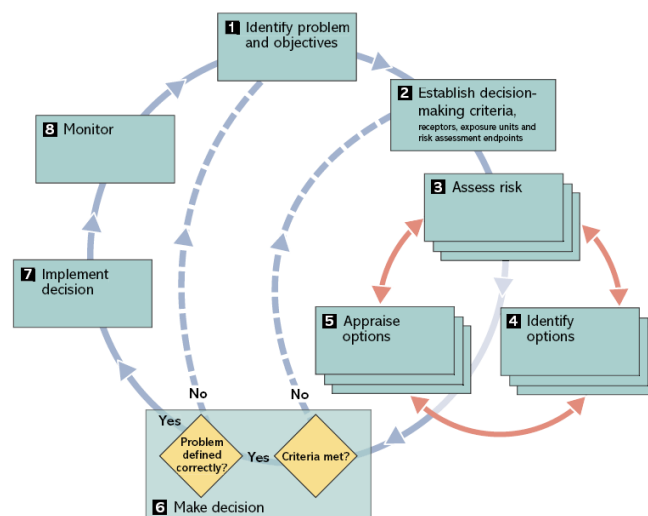 1 Identify problem
and objectives
2 Establish decision-
making criteria,
receptors, exposure units and
risk assessment endpoints
8 Monitor
3 Assess risk
7 Implement
decision
5 Appraise
options
4 Identify
options
No
No
Yes
Problem
defined
correctly?
Yes
Criteria met?
6 Make decision